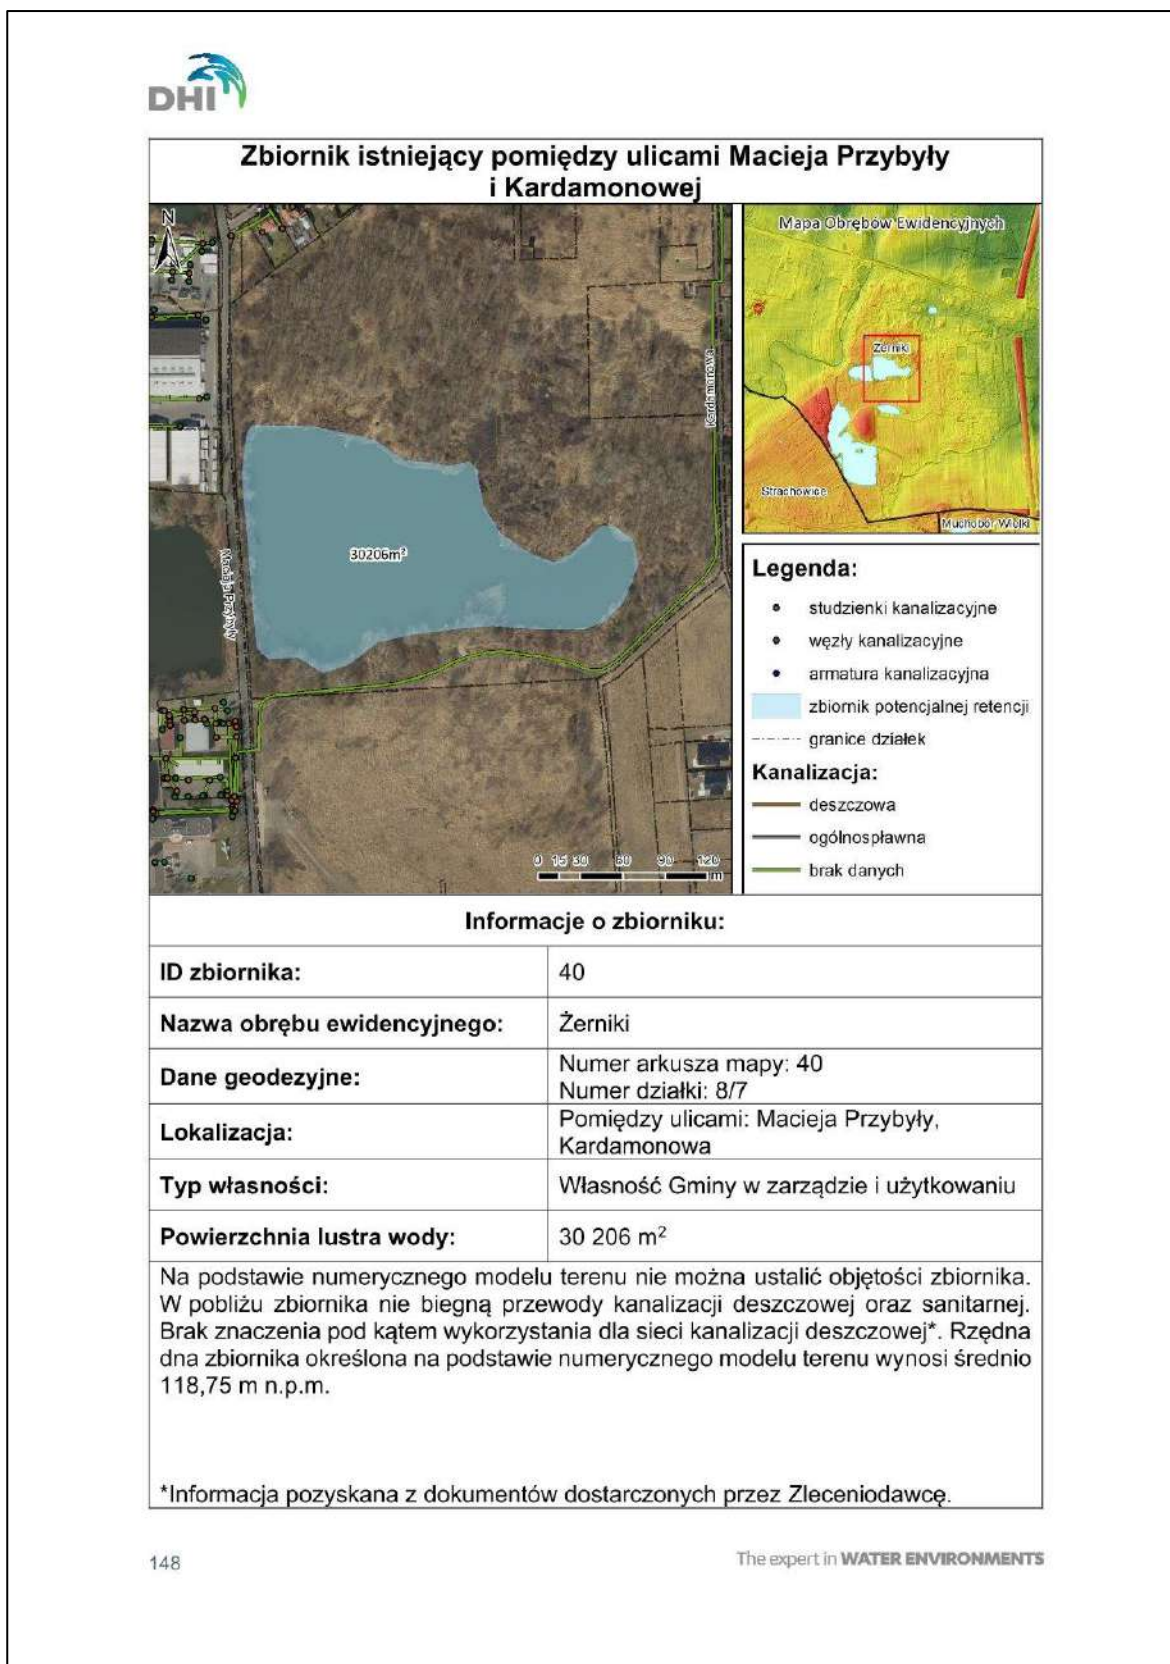 DHI
Zbiornik istniejący pomiędzy ulicami Macieja Przybyły
i Kardamonowej
N
Kardamonowa
30206m²
Macieja Przybyły
0 15 30 60 90 120
m
Mapa Obrębów Ewidencyjnych
Żerniki
Strachowice
Muchobór Wielki
Legenda:
studzienki kanalizacyjne
węzły kanalizacyjne
armatura kanalizacyjna
zbiornik potencjalnej retencji
granice działek
Kanalizacja:
deszczowa
ogólnospławna
brak danych
Informacje o zbiorniku:
ID zbiornika: 40
Nazwa obrębu ewidencyjnego: Żerniki
Dane geodezyjne: Numer arkusza mapy: 40
Numer działki: 8/7
Lokalizacja: Pomiędzy ulicami: Macieja Przybyły,
Kardamonowa
Typ własności: Własność Gminy w zarządzie i użytkowaniu
Powierzchnia lustra wody: 30 206 m²
Na podstawie numerycznego modelu terenu nie można ustalić objętości zbiornika.
W pobliżu zbiornika nie biegną przewody kanalizacji deszczowej oraz sanitarnej.
Brak znaczenia pod kątem wykorzystania dla sieci kanalizacji deszczowej*. Rzędna
dna zbiornika określona na podstawie numerycznego modelu terenu wynosi średnio
118,75 m n.p.m.
*Informacja pozyskana z dokumentów dostarczonych przez Zleceniodawcę.
148
The expert in WATER ENVIRONMENTS